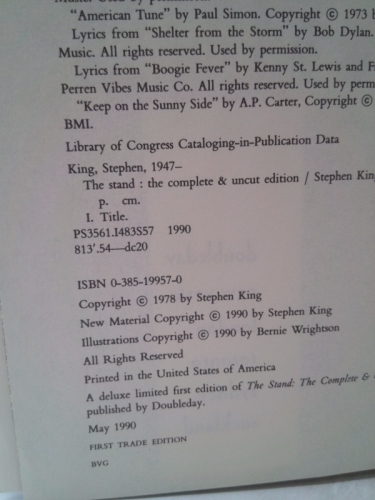 "American Tune" by Paul Simon. Copyright © 1973 b
Lyrics from "Shelter from the Storm" by Bob Dylan.
Music. All rights reserved. Used by permission.
Lyrics from "Boogie Fever" by Kenny St. Lewis and F
Perren Vibes Music Co. All rights reserved. Used by perm
"Keep on the Sunny Side" by A.P. Carter, Copyright ©
BMI.
Library of Congress Cataloging-in-Publication Data
King, Stephen, 1947–
The stand : the complete & uncut edition / Stephen Kin
p. cm.
I. Title.
PS3561.I483S57 1990
813'.54—dc20
ISBN 0-385-19957-0
Copyright © 1978 by Stephen King
New Material Copyright © 1990 by Stephen King
Illustrations Copyright © 1990 by Bernie Wrightson
All Rights Reserved
Printed in the United States of America
A deluxe limited first edition of The Stand: The Complete &
published by Doubleday.
May 1990
FIRST TRADE EDITION
BVG